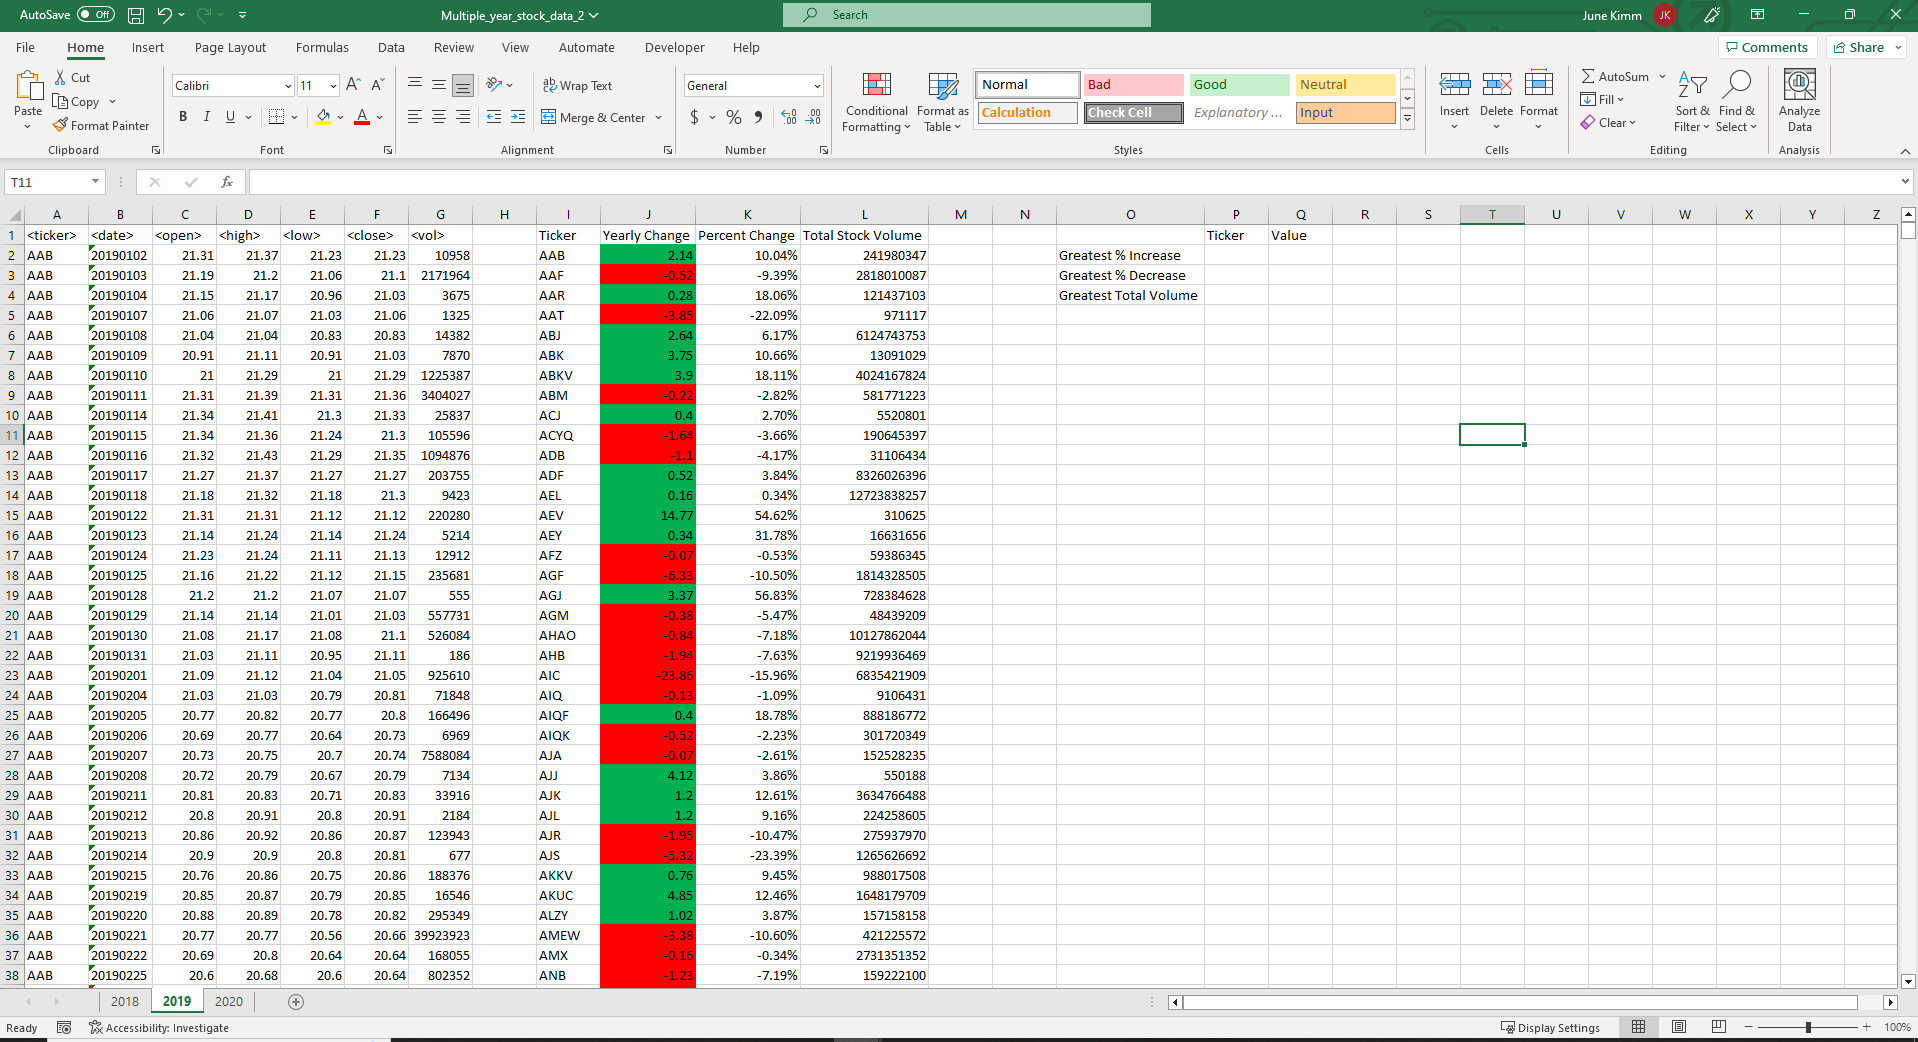 AutoSave Off Multiple_year_stock_data_2 Search June Kimm JK
File Home Insert Page Layout Formulas Data Review View Automate Developer Help Comments Share
Paste Cut Copy Format Painter Clipboard
Calibri 11 A A B I U A Font
Wrap Text Merge & Center Alignment
General $ % Number
Conditional Formatting Format as Table Normal Bad Good Neutral Calculation Check Cell Explanatory ... Input Styles
Insert Delete Format Cells
AutoSum Fill Clear Sort & Filter Find & Select Editing
Analyze Data Analysis
T11 fx
A B C D E F G H I J K L M N O P Q R S T U V W X Y Z
1 <ticker> <date> <open> <high> <low> <close> <vol> Ticker Yearly Change Percent Change Total Stock Volume Ticker Value
2 AAB 20190102 21.31 21.37 21.23 21.23 10958 AAB 2.14 10.04% 241980347 Greatest % Increase
3 AAB 20190103 21.19 21.2 21.06 21.1 2171964 AAF -0.52 -9.39% 2818010087 Greatest % Decrease
4 AAB 20190104 21.15 21.17 20.96 21.03 3675 AAR 0.28 18.06% 121437103 Greatest Total Volume
5 AAB 20190107 21.06 21.07 21.03 21.06 1325 AAT -3.85 -22.09% 971117
6 AAB 20190108 21.04 21.04 20.83 20.83 14382 ABJ 2.64 6.17% 6124743753
7 AAB 20190109 20.91 21.11 20.91 21.03 7870 ABK 3.75 10.66% 13091029
8 AAB 20190110 21 21.29 21 21.29 1225387 ABKV 3.9 18.11% 4024167824
9 AAB 20190111 21.31 21.39 21.31 21.36 3404027 ABM -0.22 -2.82% 581771223
10 AAB 20190114 21.34 21.41 21.3 21.33 25837 ACJ 0.4 2.70% 5520801
11 AAB 20190115 21.34 21.36 21.24 21.3 105596 ACYQ -1.64 -3.66% 190645397
12 AAB 20190116 21.32 21.43 21.29 21.35 1094876 ADB -1.1 -4.17% 31106434
13 AAB 20190117 21.27 21.37 21.27 21.27 203755 ADF 0.52 3.84% 8326026396
14 AAB 20190118 21.18 21.32 21.18 21.3 9423 AEL 0.16 0.34% 12723838257
15 AAB 20190122 21.31 21.31 21.12 21.12 220280 AEV 14.77 54.62% 310625
16 AAB 20190123 21.14 21.24 21.14 21.24 5214 AEY 0.34 31.78% 16631656
17 AAB 20190124 21.23 21.24 21.11 21.13 12912 AFZ -0.07 -0.53% 59386345
18 AAB 20190125 21.16 21.22 21.12 21.15 235681 AGF -6.33 -10.50% 1814328505
19 AAB 20190128 21.2 21.2 21.07 21.07 555 AGJ 3.37 56.83% 728384628
20 AAB 20190129 21.14 21.14 21.01 21.03 557731 AGM -0.38 -5.47% 48439209
21 AAB 20190130 21.08 21.17 21.08 21.1 526084 AHAO -0.84 -7.18% 10127862044
22 AAB 20190131 21.03 21.11 20.95 21.11 186 AHB -1.94 -7.63% 9219936469
23 AAB 20190201 21.09 21.12 21.04 21.05 925610 AIC -23.86 -15.96% 6835421909
24 AAB 20190204 21.03 21.03 20.79 20.81 71848 AIQ -0.13 -1.09% 9106431
25 AAB 20190205 20.77 20.82 20.77 20.8 166496 AIQF 0.4 18.78% 888186772
26 AAB 20190206 20.69 20.77 20.64 20.73 6969 AIQK -0.52 -2.23% 301720349
27 AAB 20190207 20.73 20.75 20.7 20.74 7588084 AJA -0.07 -2.61% 152528235
28 AAB 20190208 20.72 20.79 20.67 20.79 7134 AJJ 4.12 3.86% 550188
29 AAB 20190211 20.81 20.83 20.71 20.83 33916 AJK 1.2 12.61% 3634766488
30 AAB 20190212 20.8 20.91 20.8 20.91 2184 AJL 1.2 9.16% 224258605
31 AAB 20190213 20.86 20.92 20.86 20.87 123943 AJR -1.95 -10.47% 275937970
32 AAB 20190214 20.9 20.9 20.8 20.81 677 AJS -5.32 -23.39% 1265626692
33 AAB 20190215 20.76 20.86 20.75 20.86 188376 AKKV 0.76 9.45% 988017508
34 AAB 20190219 20.85 20.87 20.79 20.85 16546 AKUC 4.85 12.46% 1648179709
35 AAB 20190220 20.88 20.89 20.78 20.82 295349 ALZY 1.02 3.87% 157158158
36 AAB 20190221 20.77 20.77 20.56 20.66 39923923 AMEW -3.38 -10.60% 421225572
37 AAB 20190222 20.69 20.8 20.64 20.64 168055 AMX -0.16 -0.34% 2731351352
38 AAB 20190225 20.6 20.68 20.6 20.64 802352 ANB -1.23 -7.19% 159222100
2018 2019 2020
Ready Accessibility: Investigate Display Settings 100%